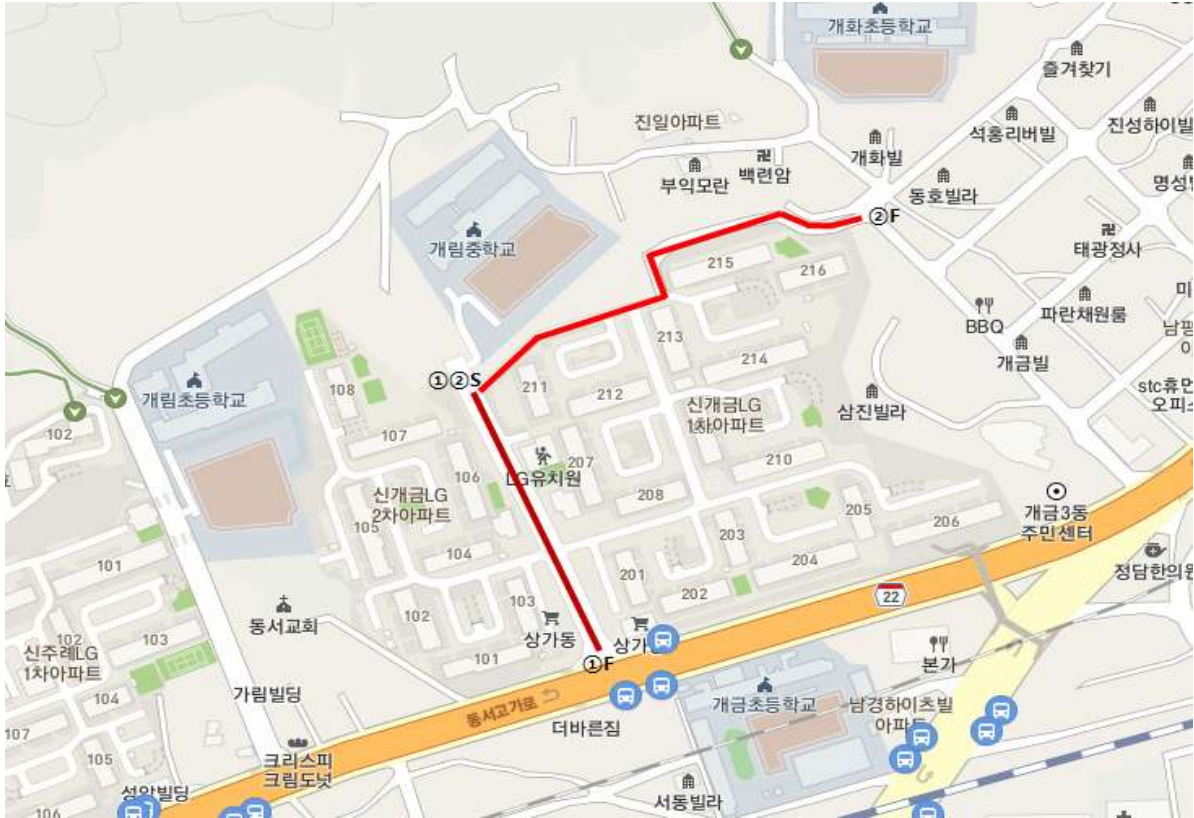 개화초등학교
즐겨찾기
진일아파트
석홍리버빌
진성하이빌
개화빌
부익모란
백련암
동호빌라
②F
개림중학교
215
216
태광정사
BBQ
파란채원룸
213
개금빌
개림초등학교
108
①②S
211
214
212
신개금LG
1차아파트
삼진빌라
stc휴먼
오피스
102
107
106
LG유치원
207
210
신개금LG
2차아파트
105
208
205
206
개금3동
주민센터
203
204
정담한의원
101
104
201
202
22
동서교회
102
103
상가동
102
103
신주례LG
1차아파트
101
①F
본가
104
가림빌딩
동서고가로
개금초등학교
남경하이츠빌
아파트
107
105
더바른짐
크리스피
크림도넛
성암빌딩
106
서동빌라